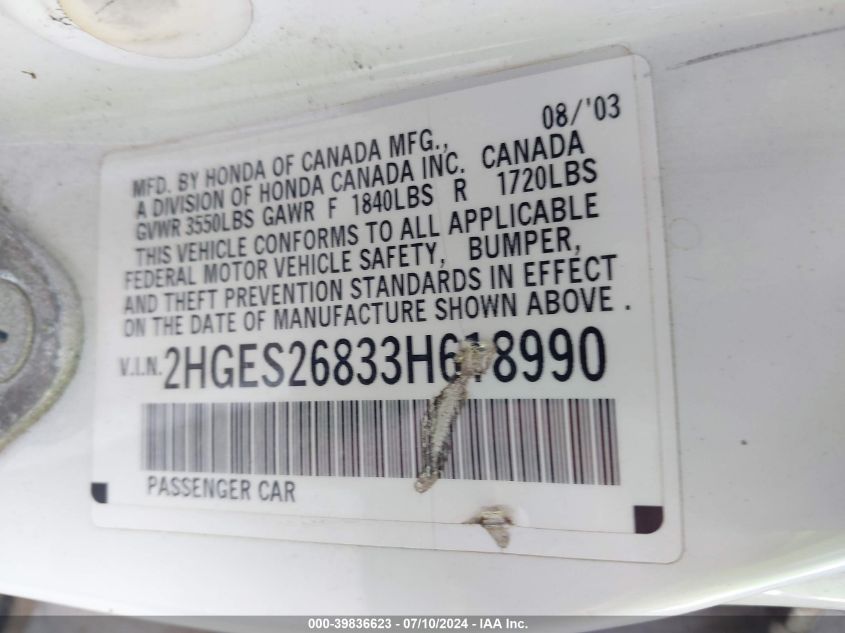 08/'03
MFD. BY HONDA OF CANADA MFG.,
A DIVISION OF HONDA CANADA INC. CANADA
GVWR 3550LBS GAWR F 1840LBS R 1720LBS
THIS VEHICLE CONFORMS TO ALL APPLICABLE
FEDERAL MOTOR VEHICLE SAFETY, BUMPER,
AND THEFT PREVENTION STANDARDS IN EFFECT
ON THE DATE OF MANUFACTURE SHOWN ABOVE .
V.I.N. 2HGES26833H618990
PASSENGER CAR
000-39836623 - 07/10/2024 - IAA Inc.